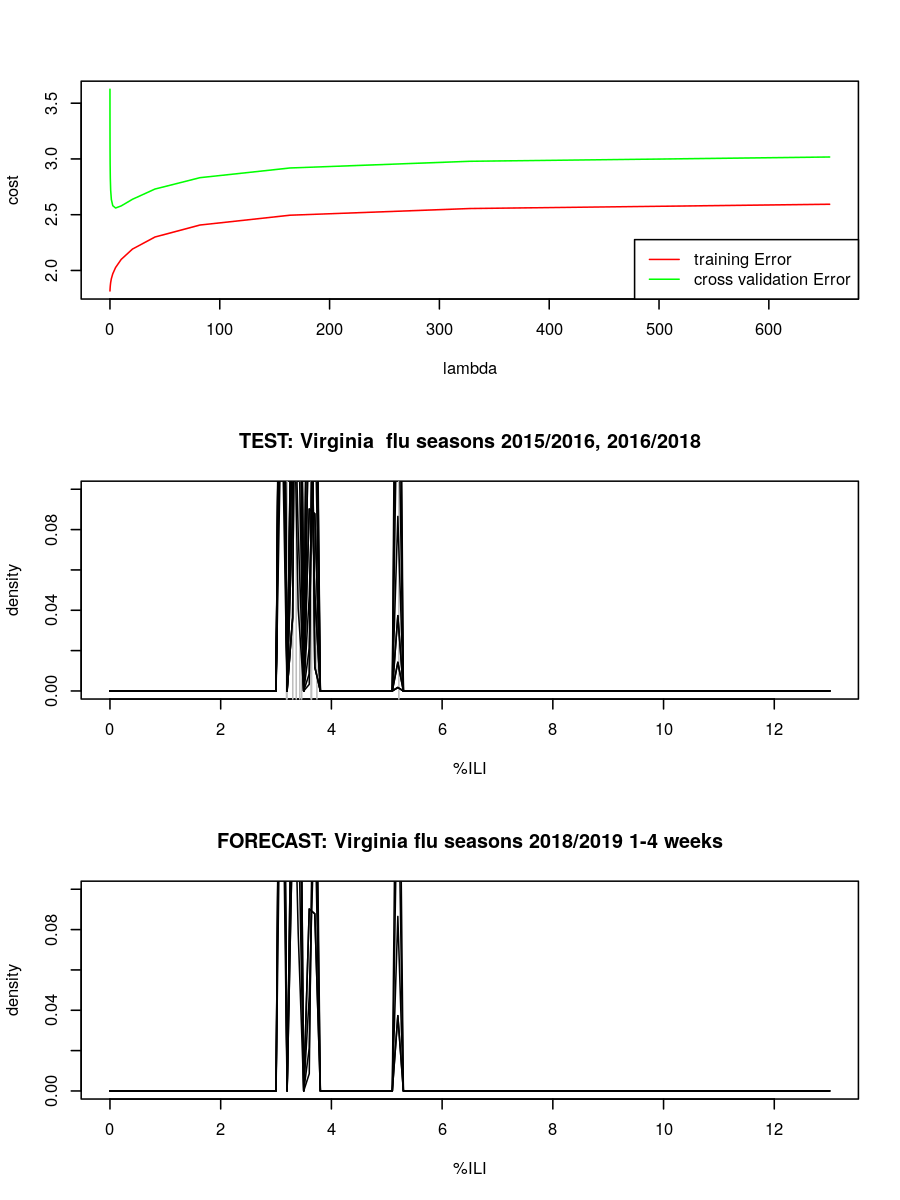 3.5
3.0
2.5
2.0
cost
training Error
cross validation Error
0 100 200 300 400 500 600
lambda
TEST: Virginia  flu seasons 2015/2016, 2016/2018
0.08
0.04
0.00
density
0 2 4 6 8 10 12
%ILI
FORECAST: Virginia flu seasons 2018/2019 1-4 weeks
0.08
0.04
0.00
density
0 2 4 6 8 10 12
%ILI